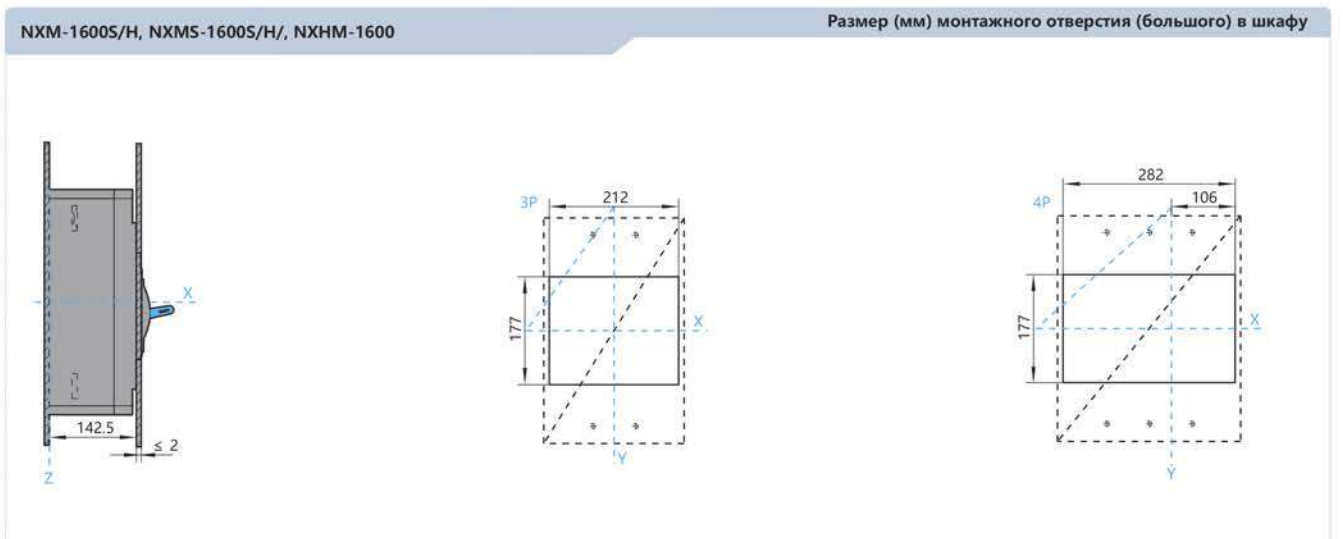 NXM-1600S/H, NXMS-1600S/H/, NXHM-1600
Размер (мм) монтажного отверстия (большого) в шкафу
X
142.5
≤ 2
Z
3P
212
177
X
Y
4P
282
106
177
X
Y